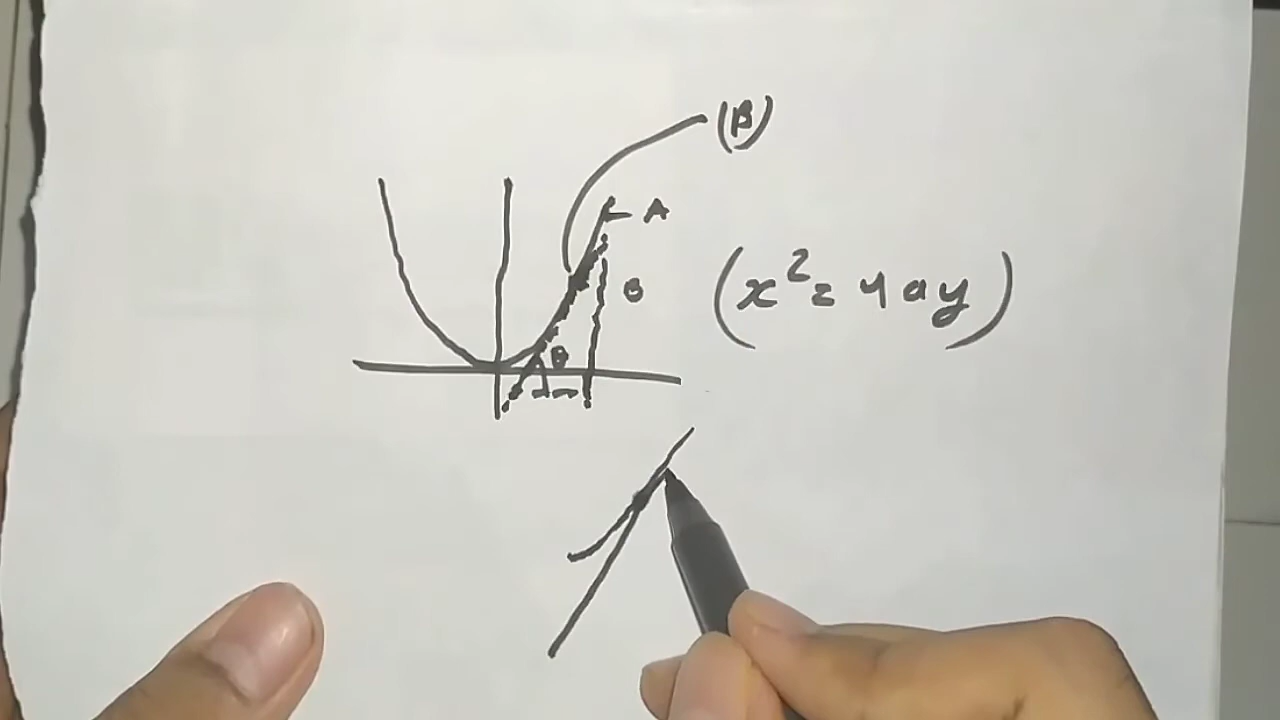 (β)
A
θ
θ
(x² = 4ay)